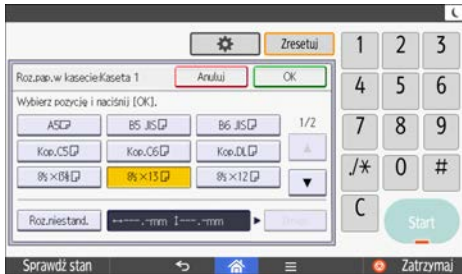 Zresetuj
Roz.pap.w kasecie:Kaseta 1
Anuluj
OK
Wybierz pozycję i naciśnij [OK].
A5
B5 JIS
B6 JIS
1/2
Kop.C5
Kop.C6
Kop.DL
8½×13
8½×12
Roz.niestand.
↔---.-mm I---.-mm
1 2 3
4 5 6
7 8 9
./* 0 #
C
Start
Sprawdź stan
Zatrzymaj